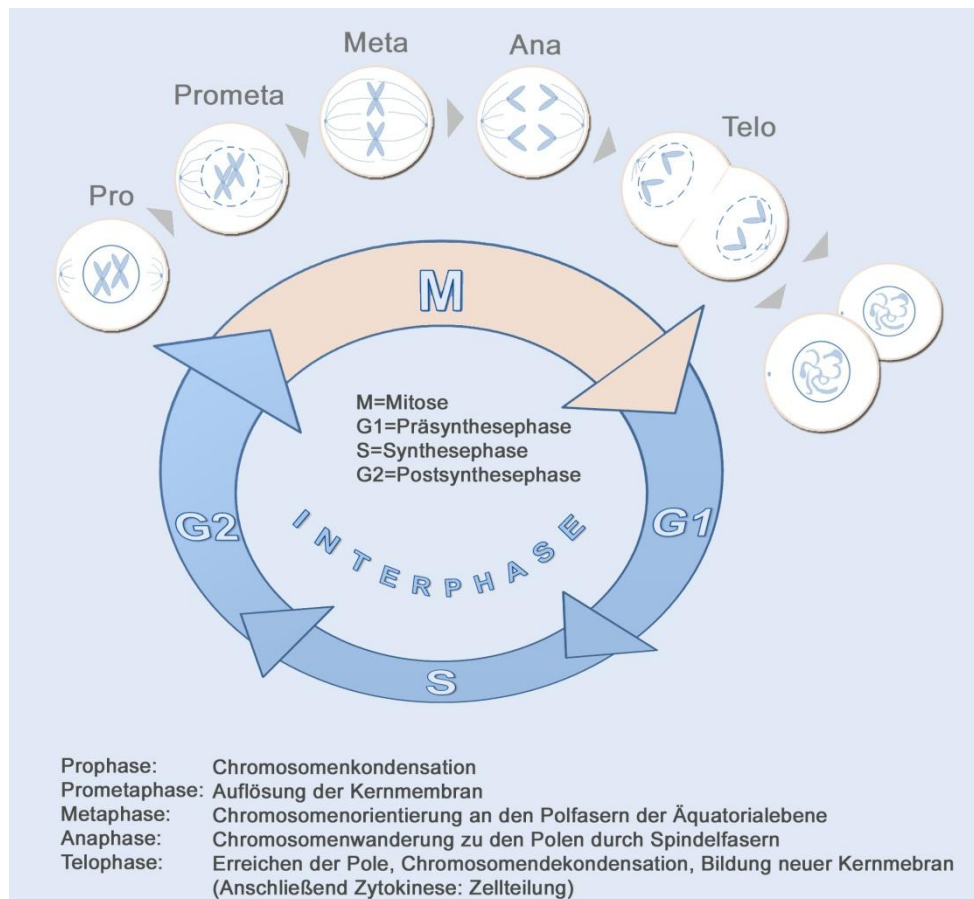 Meta
Ana
Prometa
Telo
Pro
M
M=Mitose
G1=Präsynthesephase
S=Synthesephase
G2=Postsynthesephase
G2
G1
INTERPHASE
S
Prophase: Chromosomenkondensation
Prometaphase: Auflösung der Kernmembran
Metaphase: Chromosomenorientierung an den Polfasern der Äquatorialebene
Anaphase: Chromosomenwanderung zu den Polen durch Spindelfasern
Telophase: Erreichen der Pole, Chromosomendekondensation, Bildung neuer Kernmebran
(Anschließend Zytokinese: Zellteilung)